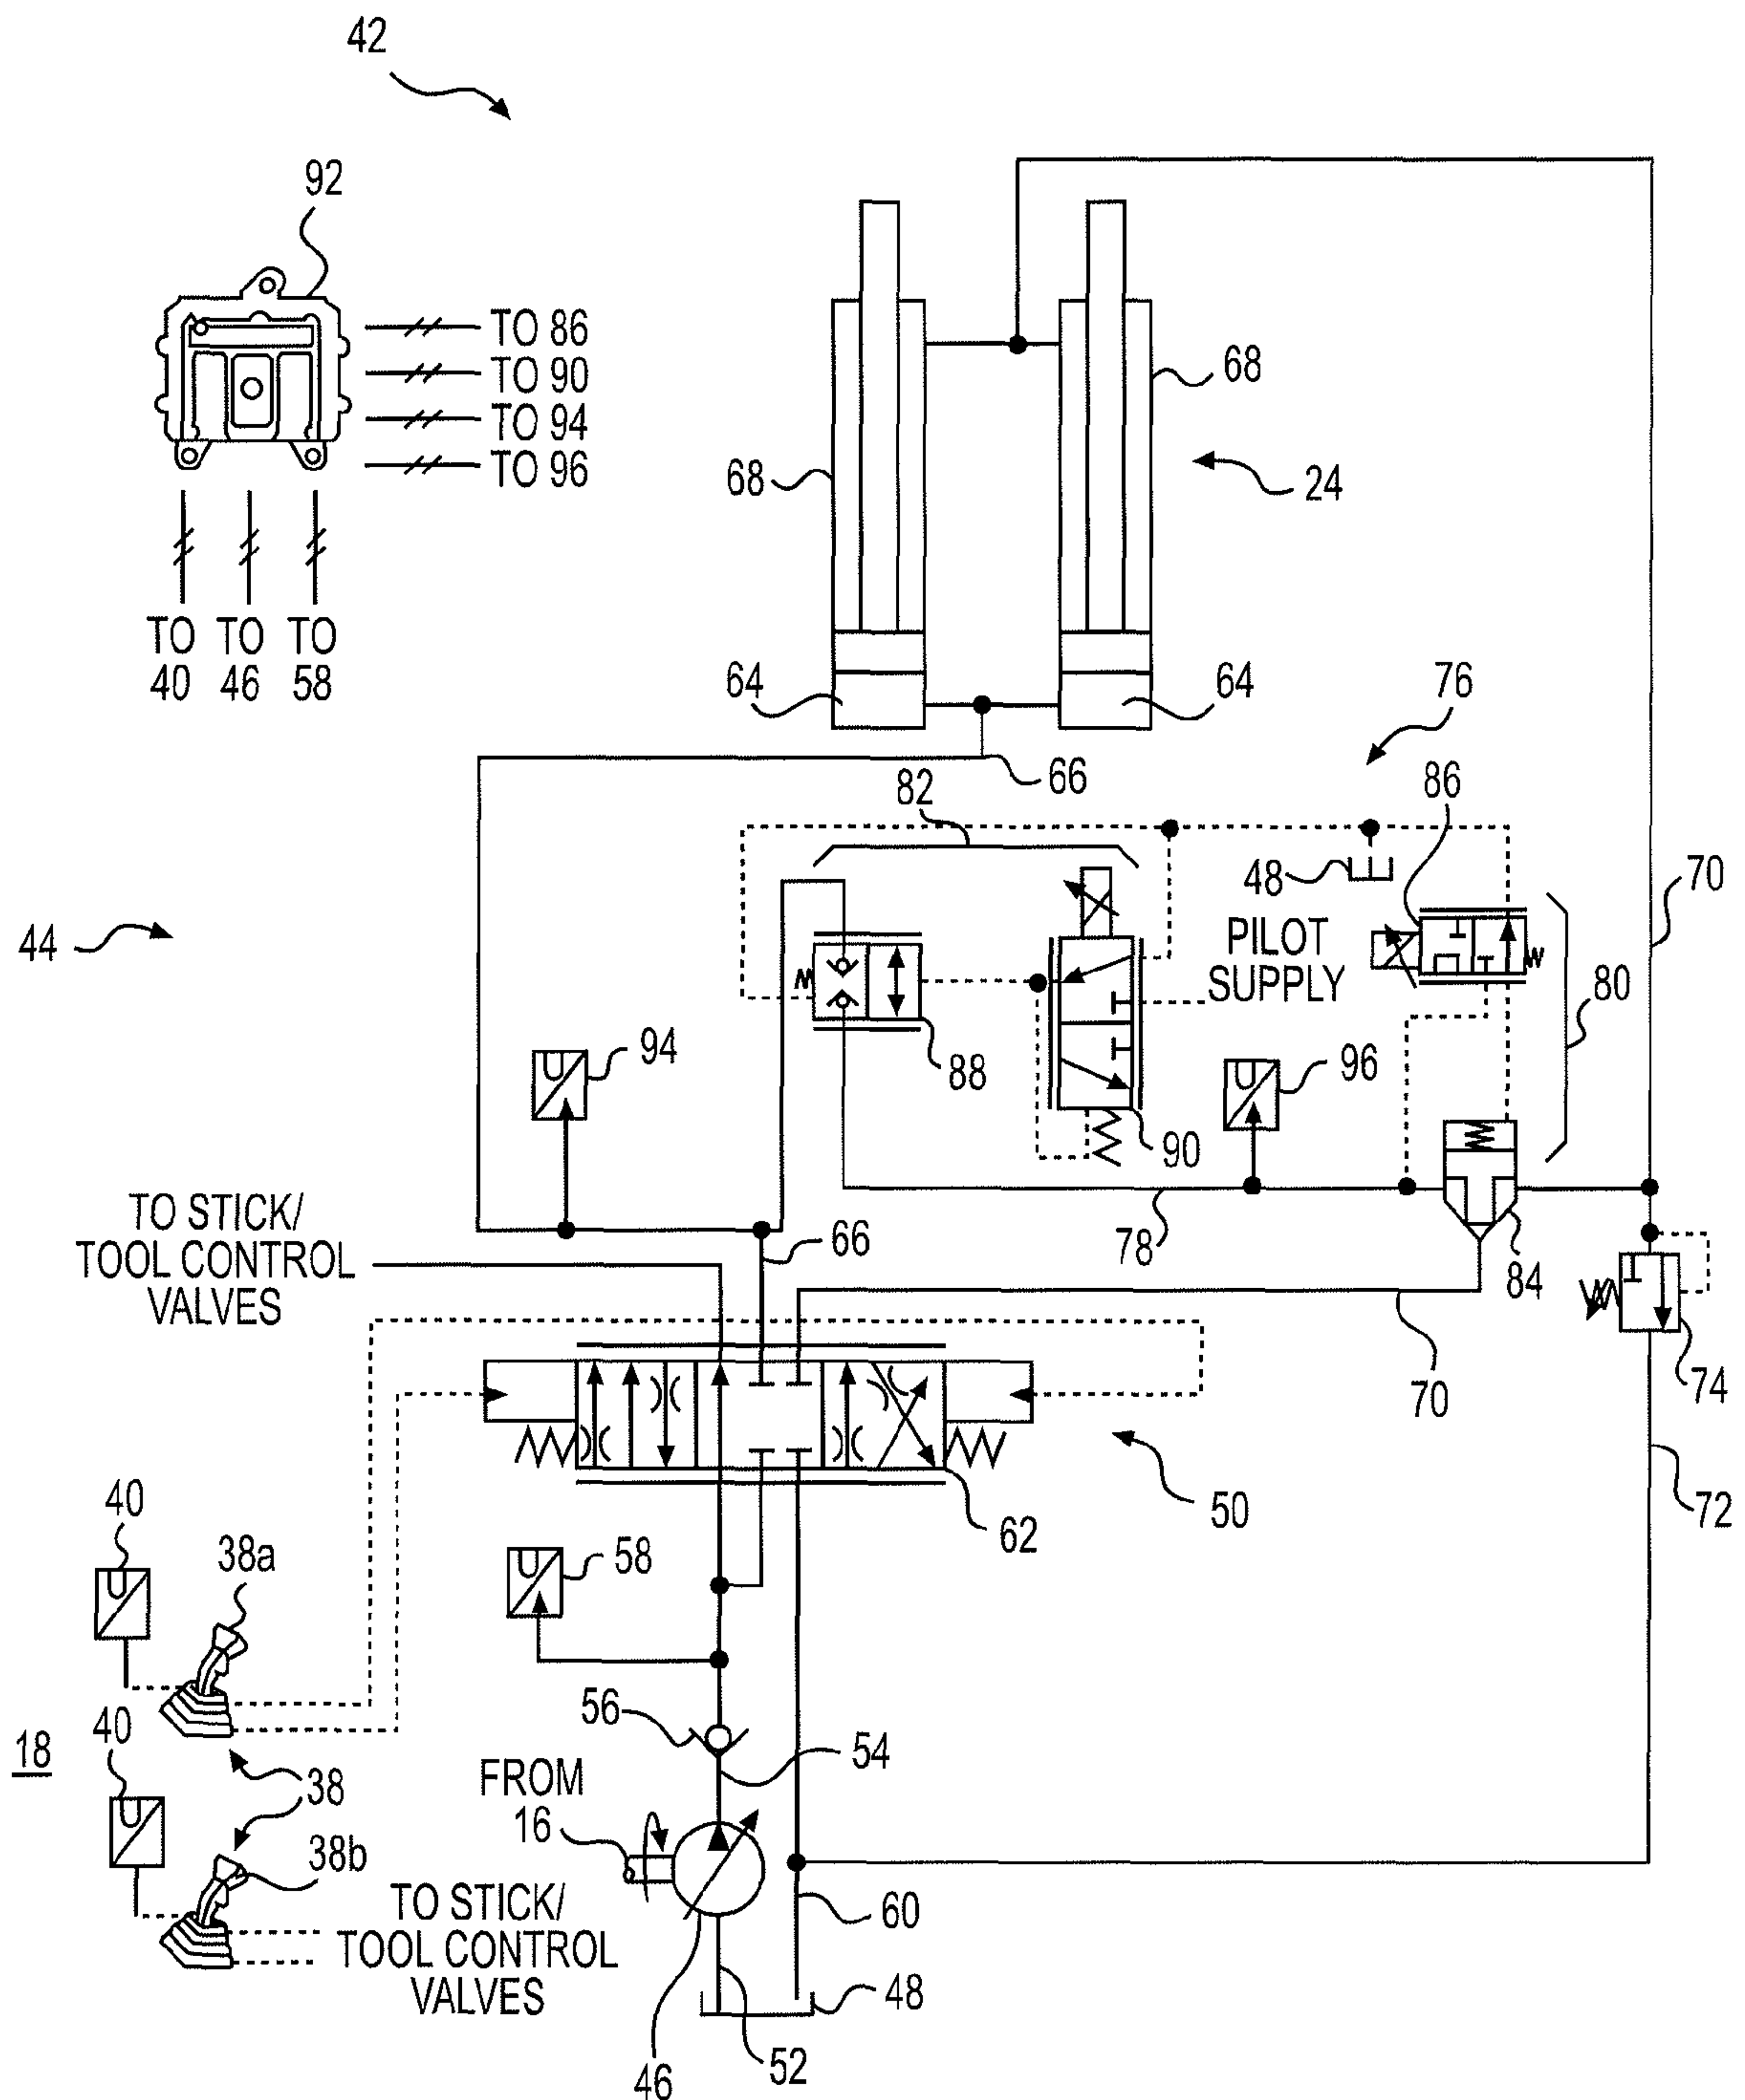 42
92
TO 86
TO 90
TO 94
TO 96
TO 40
TO 46
TO 58
68
68
24
64
64
66
76
82
86
48
70
44
PILOT SUPPLY
80
94
88
96
90
TO STICK/
TOOL CONTROL
VALVES
66
78
84
74
70
50
62
72
40
38a
58
56
54
40
18
38
FROM
16
38b
60
TO STICK/
TOOL CONTROL
VALVES
48
46
52